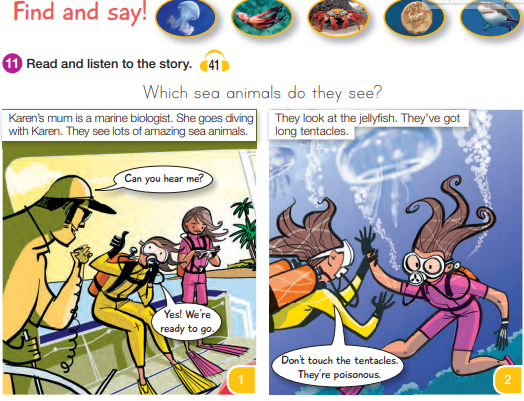 Find and say!
11 Read and listen to the story. 41
Which sea animals do they see?
Karen's mum is a marine biologist. She goes diving
with Karen. They see lots of amazing sea animals.
Can you hear me?
Yes! We're
ready to go.
1
They look at the jellyfish. They've got
long tentacles.
Don't touch the tentacles.
They're poisonous.
2